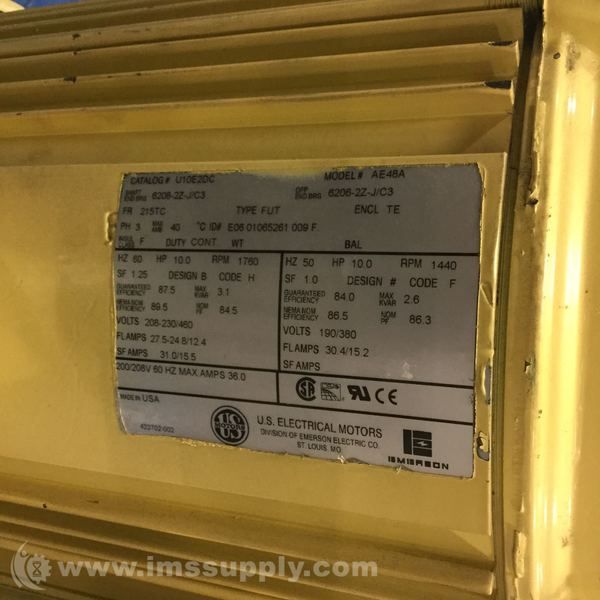 CATALOG # U10E2DC MODEL # AE48A
SHAFT END BRG 6208-2Z-J/C3 OPP END BRG 6206-2Z-J/C3
FR 215TC TYPE FUT ENCL TE
PH 3 MAX AMB 40 °C ID# E06 01065261 009 F.
INSUL CLASS F DUTY CONT. WT BAL
HZ 60 HP 10.0 RPM 1760
SF 1.25 DESIGN B CODE H
GUARANTEED EFFICIENCY 87.5 MAX KVAR 3.1
NEMA NOM EFFICIENCY 89.5 NOM PF 84.5
VOLTS 208-230/460
FL AMPS 27.5-24.8/12.4
SF AMPS 31.0/15.5
200/208V 60 HZ MAX AMPS 36.0
HZ 50 HP 10.0 RPM 1440
SF 1.0 DESIGN # CODE F
GUARANTEED EFFICIENCY 84.0 MAX KVAR 2.6
NEMA NOM EFFICIENCY 86.5 NOM PF 86.3
VOLTS 190/380
FL AMPS 30.4/15.2
SF AMPS
MADE IN USA
422702-002
US MOTORS
U.S. ELECTRICAL MOTORS
DIVISION OF EMERSON ELECTRIC CO.
ST. LOUIS, MO.
EMERSON
www.imssupply.com